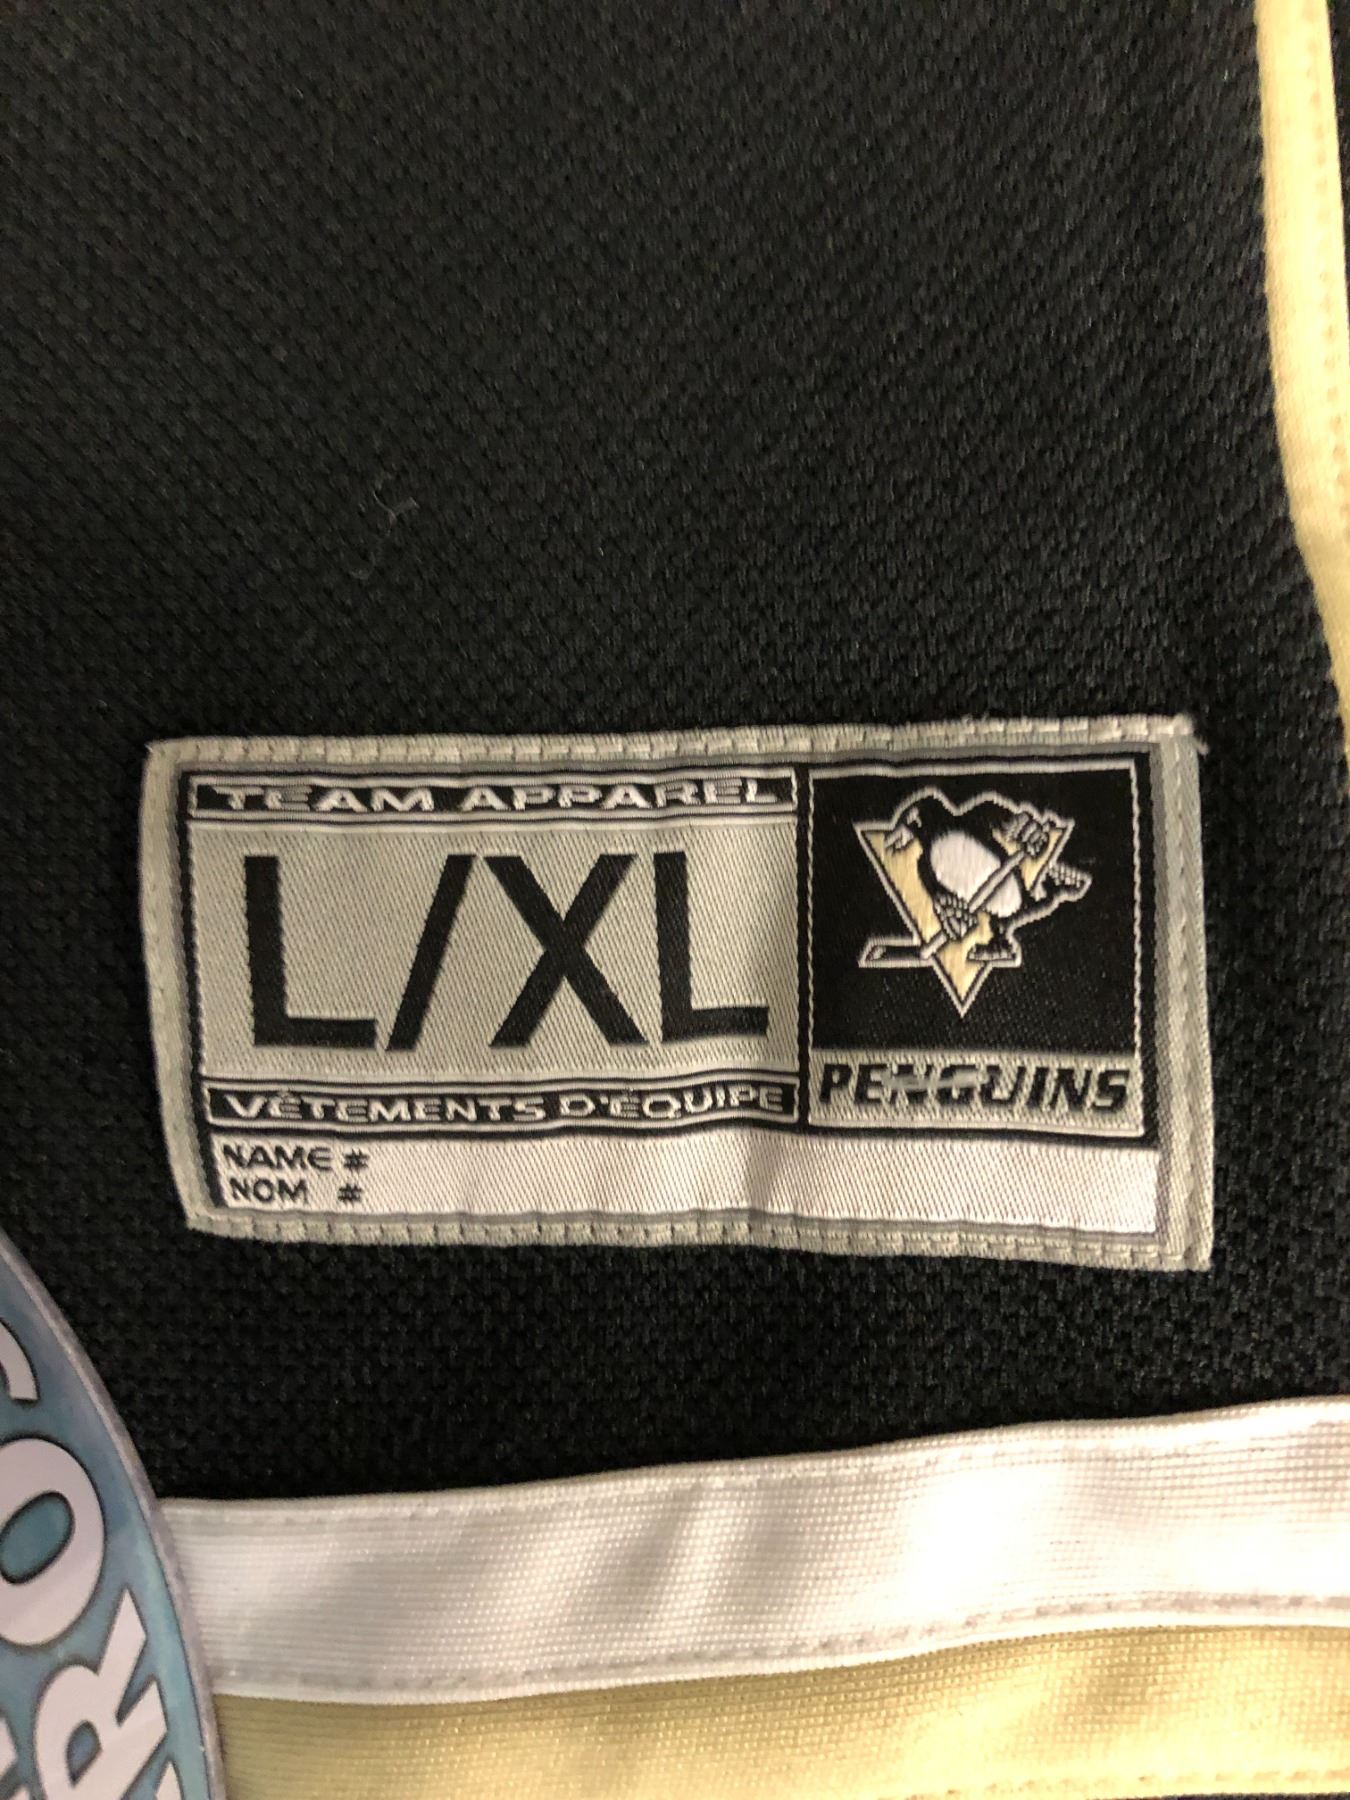 TEAM APPAREL
L/XL
VÊTEMENTS D'ÉQUIPE
PENGUINS
NAME #
NOM #